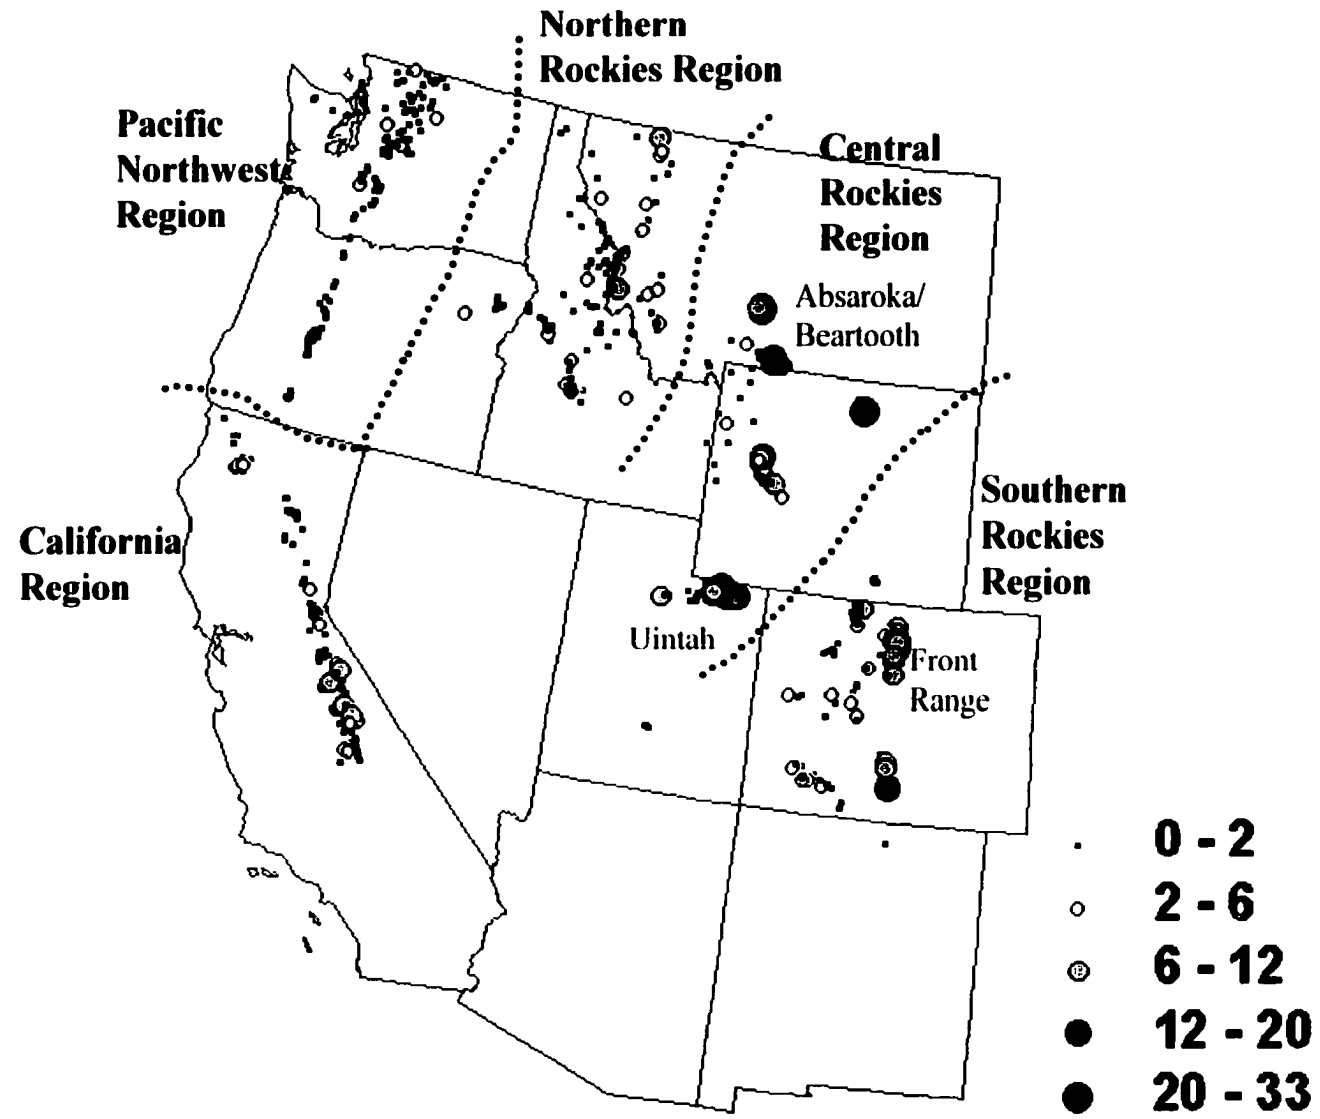 Northern
Rockies Region
Pacific
Northwest
Region
Central
Rockies
Region
Absaroka/
Beartooth
Southern
Rockies
Region
California
Region
Uintah
Front
Range
0 - 2
2 - 6
6 - 12
12 - 20
20 - 33